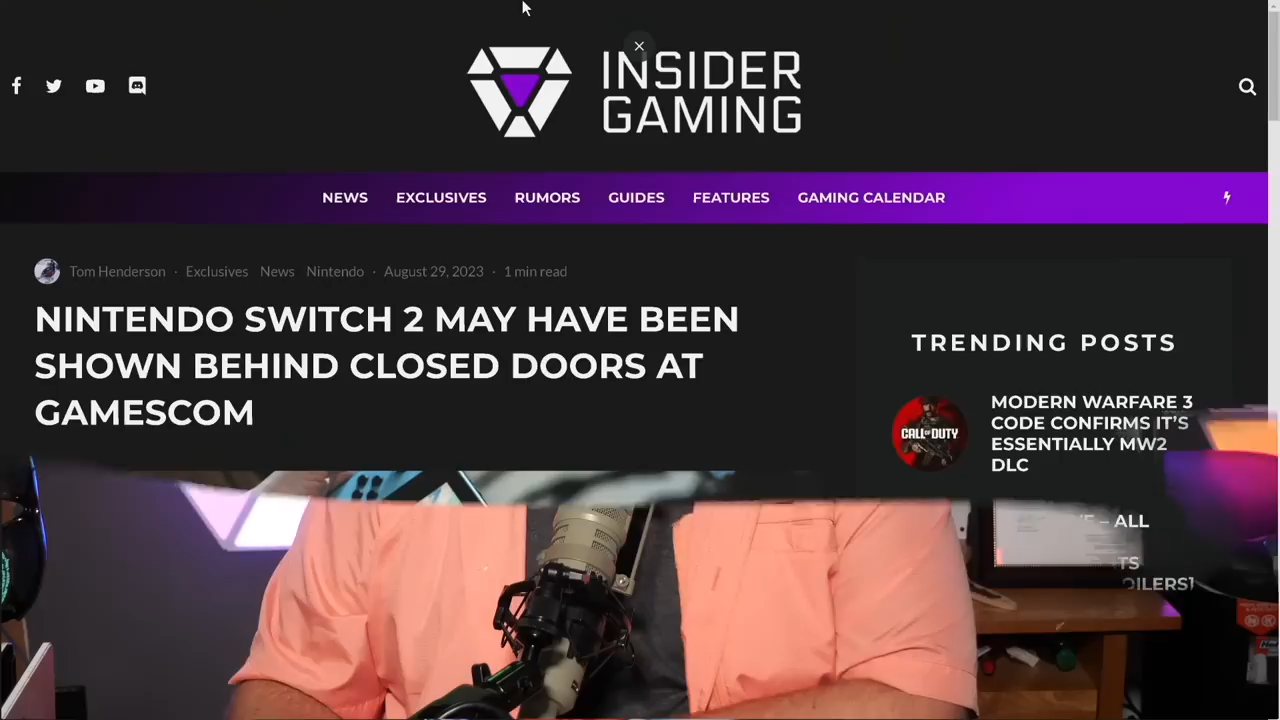 INSIDER
GAMING
NEWS EXCLUSIVES RUMORS GUIDES FEATURES GAMING CALENDAR
Tom Henderson · Exclusives News Nintendo · August 29, 2023 · 1 min read
NINTENDO SWITCH 2 MAY HAVE BEEN
SHOWN BEHIND CLOSED DOORS AT
GAMESCOM
TRENDING POSTS
CALL OF DUTY
MODERN WARFARE 3
CODE CONFIRMS IT'S
ESSENTIALLY MW2
DLC
– ALL